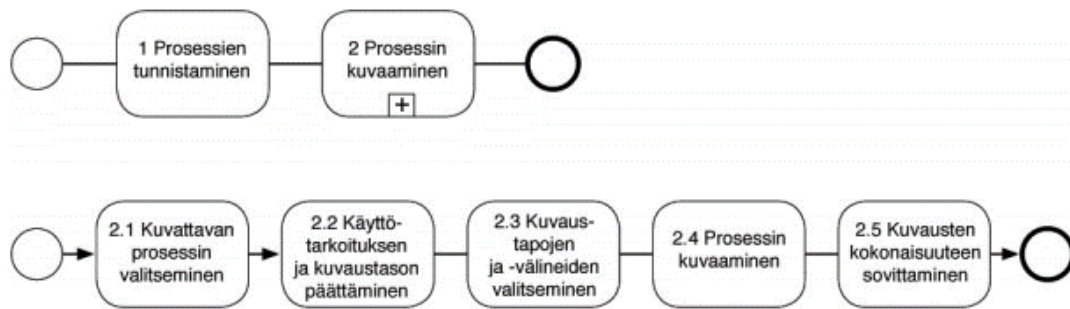 1 Prosessien
tunnistaminen
2 Prosessin
kuvaaminen
2.1 Kuvattavan
prosessin
valitseminen
2.2 Käyttö-
tarkoituksen
ja kuvaustason
päättäminen
2.3 Kuvaus-
tapojen
ja -välineiden
valitseminen
2.4 Prosessin
kuvaaminen
2.5 Kuvausten
kokonaisuuteen
sovittaminen